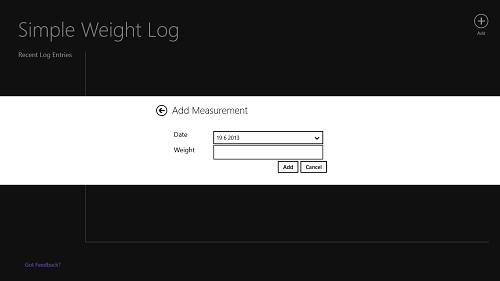 Simple Weight Log
Add
Recent Log Entries
Add Measurement
Date
19.6.2013
Weight
Add Cancel
Got Feedback?